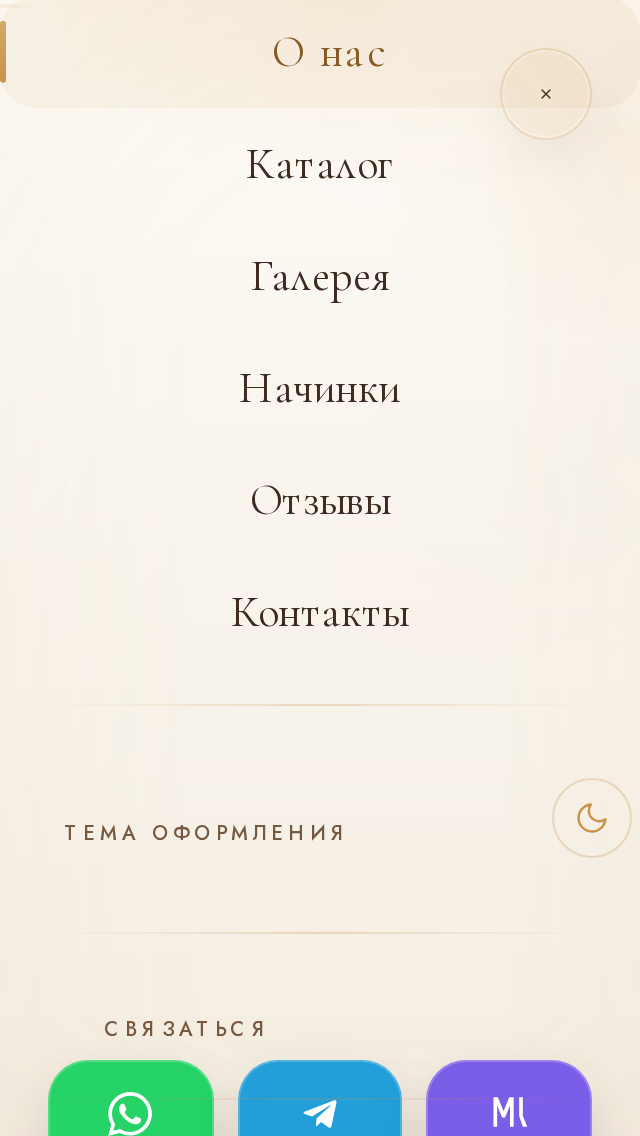 О нас
×
Каталог
Галерея
Начинки
Отзывы
Контакты
ТЕМА ОФОРМЛЕНИЯ
СВЯЗАТЬСЯ